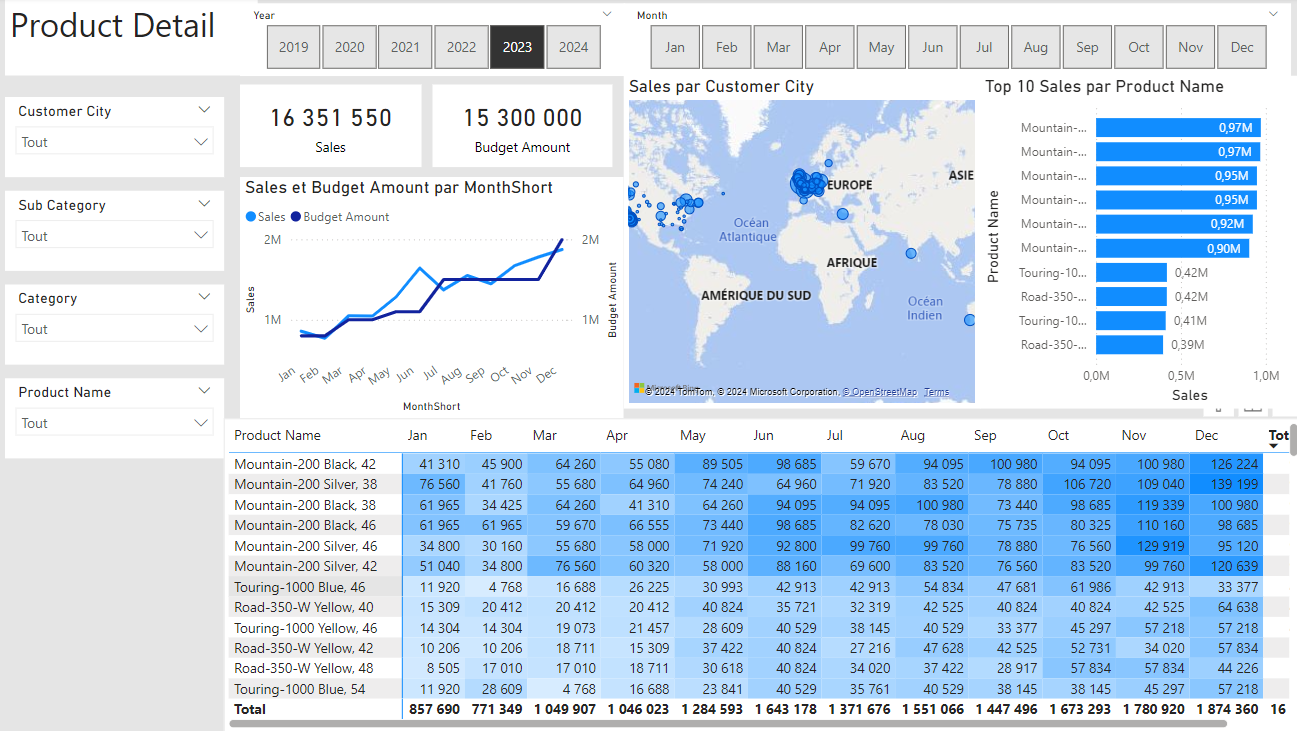 Product Detail
Year
2019 2020 2021 2022 2023 2024
Month
Jan Feb Mar Apr May Jun Jul Aug Sep Oct Nov Dec
Customer City
Tout
Sub Category
Tout
Category
Tout
Product Name
Tout
16 351 550
Sales
15 300 000
Budget Amount
Sales et Budget Amount par MonthShort
Sales Budget Amount
2M 2M
1M 1M
Sales
Budget Amount
Jan Feb Mar Apr May Jun Jul Aug Sep Oct Nov Dec
MonthShort
Sales par Customer City
EUROPE
ASIE
Océan
Atlantique
AFRIQUE
AMÉRIQUE DU SUD
Océan
Indien
© 2024 TomTom, © 2024 Microsoft Corporation, © OpenStreetMap Terms
Top 10 Sales par Product Name
Product Name
Mountain-... 0,97M
Mountain-... 0,97M
Mountain-... 0,95M
Mountain-... 0,95M
Mountain-... 0,92M
Mountain-... 0,90M
Touring-10... 0,42M
Road-350-... 0,42M
Touring-10... 0,41M
Road-350-... 0,39M
0,0M 0,5M 1,0M
Sales
Product Name Jan Feb Mar Apr May Jun Jul Aug Sep Oct Nov Dec Tot
Mountain-200 Black, 42 41 310 45 900 64 260 55 080 89 505 98 685 59 670 94 095 100 980 94 095 100 980 126 224
Mountain-200 Silver, 38 76 560 41 760 55 680 64 960 74 240 64 960 71 920 83 520 78 880 106 720 109 040 139 199
Mountain-200 Black, 38 61 965 34 425 64 260 41 310 64 260 94 095 94 095 100 980 73 440 98 685 119 339 100 980
Mountain-200 Black, 46 61 965 61 965 59 670 66 555 73 440 98 685 82 620 78 030 75 735 80 325 110 160 98 685
Mountain-200 Silver, 46 34 800 30 160 55 680 58 000 71 920 92 800 99 760 99 760 78 880 76 560 129 919 95 120
Mountain-200 Silver, 42 51 040 34 800 76 560 60 320 58 000 88 160 69 600 83 520 76 560 83 520 99 760 120 639
Touring-1000 Blue, 46 11 920 4 768 16 688 26 225 30 993 42 913 42 913 54 834 47 681 61 986 42 913 33 377
Road-350-W Yellow, 40 15 309 20 412 20 412 20 412 40 824 35 721 32 319 42 525 40 824 40 824 42 525 64 638
Touring-1000 Yellow, 46 14 304 14 304 19 073 21 457 28 609 40 529 38 145 40 529 33 377 45 297 57 218 57 218
Road-350-W Yellow, 42 10 206 10 206 18 711 15 309 37 422 40 824 27 216 47 628 42 525 52 731 34 020 57 834
Road-350-W Yellow, 48 8 505 17 010 17 010 18 711 30 618 40 824 34 020 37 422 28 917 57 834 57 834 44 226
Touring-1000 Blue, 54 11 920 28 609 4 768 16 688 23 841 40 529 35 761 40 529 38 145 38 145 45 297 57 218
Total 857 690 771 349 1 049 907 1 046 023 1 284 593 1 643 178 1 371 676 1 551 066 1 447 496 1 673 293 1 780 920 1 874 360 16